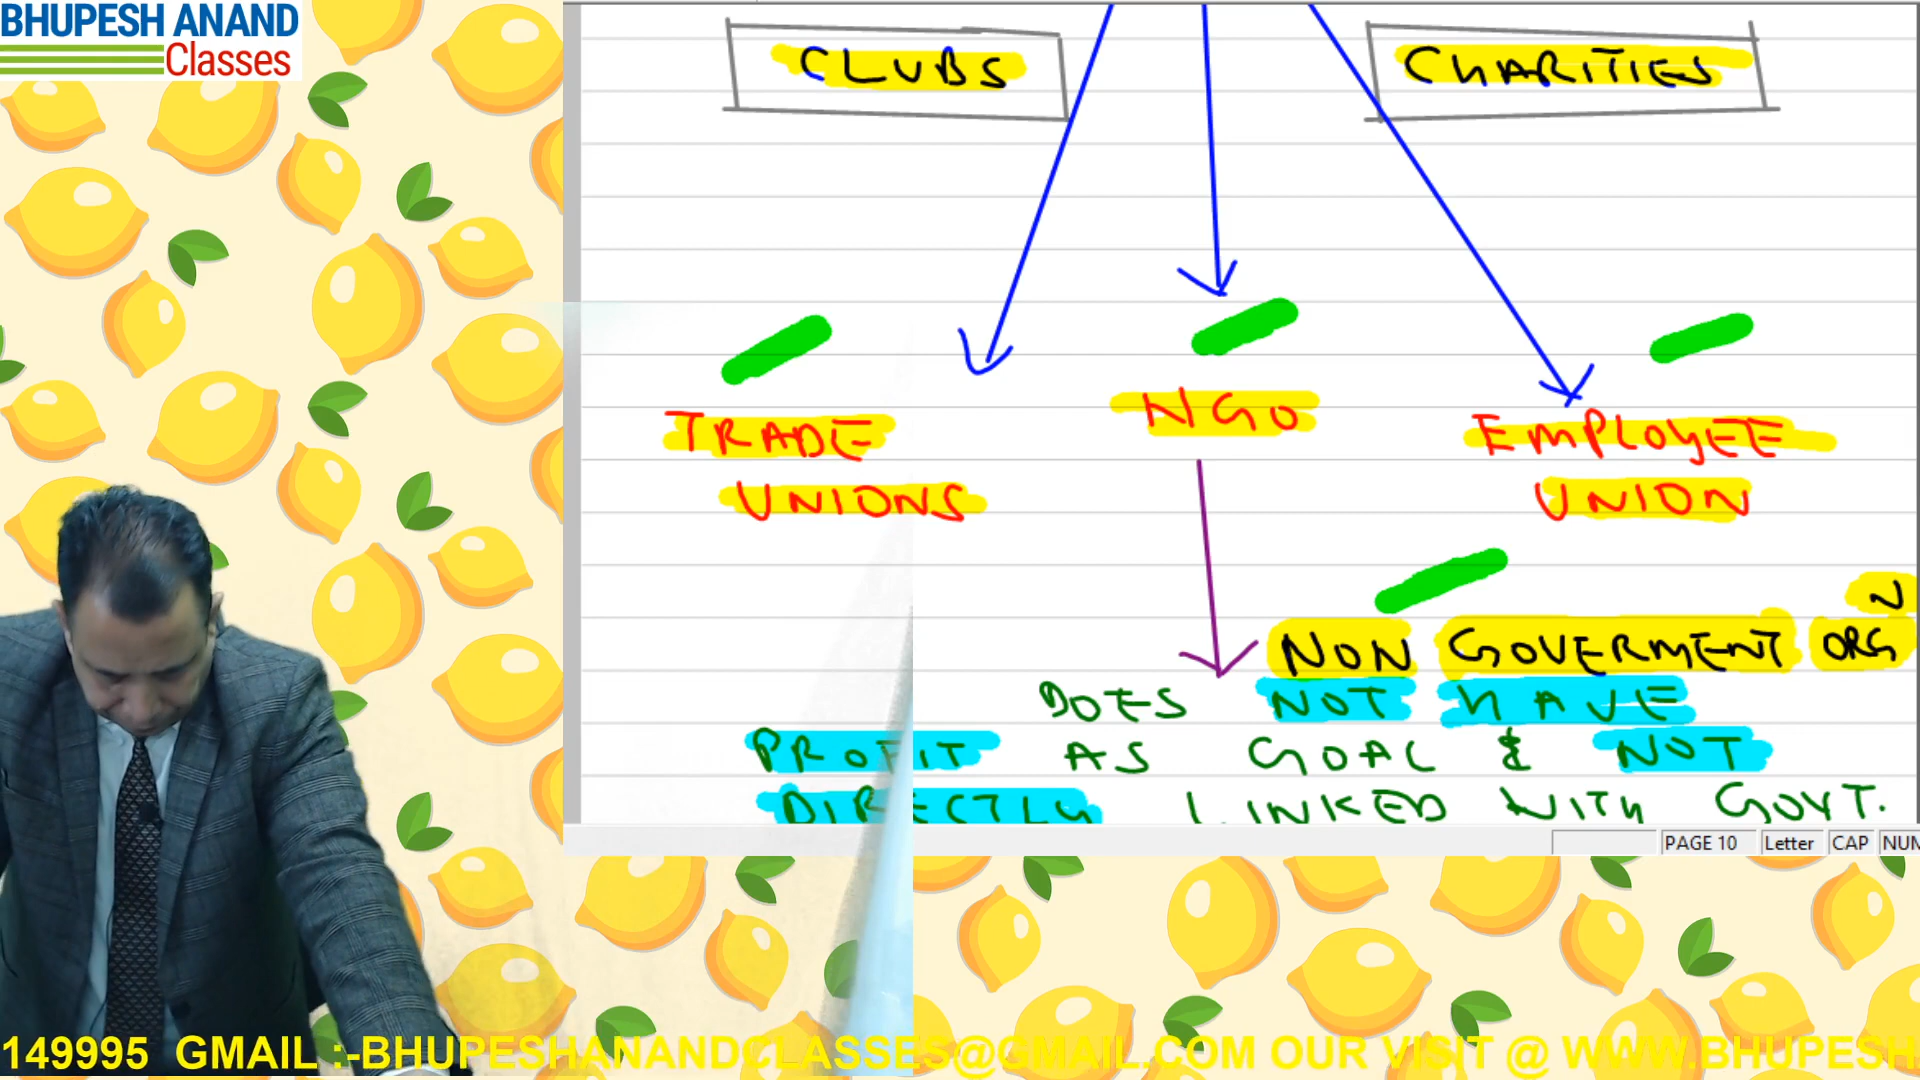 BHUPESH ANAND
Classes
CLUBS
CHARITIES
TRADE
UNIONS
NGO
EMPLOYEE
UNION
N
NON GOVERMENT ORG
DOES NOT HAVE
PROFIT AS GOAL & NOT
DIRECTLY LINKED WITH GOVT.
PAGE 10 Letter CAP NUM
149995 GMAIL :-BHUPESHANANDCLASSES@GMAIL.COM OUR VISIT @ WWW.BHUPESH